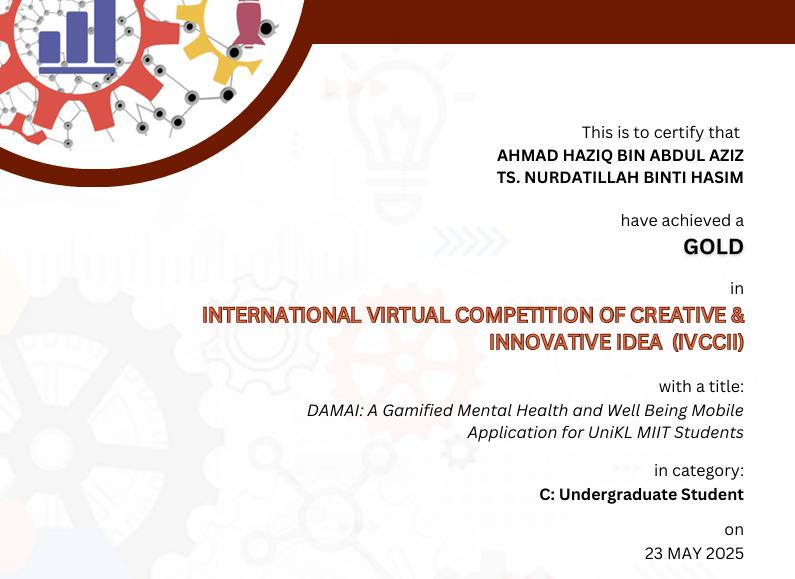 This is to certify that
AHMAD HAZIQ BIN ABDUL AZIZ
TS. NURDATILLAH BINTI HASIM
have achieved a
GOLD
in
INTERNATIONAL VIRTUAL COMPETITION OF CREATIVE &
INNOVATIVE IDEA (IVCCII)
with a title:
DAMAI: A Gamified Mental Health and Well Being Mobile
Application for UniKL MIIT Students
in category:
C: Undergraduate Student
on
23 MAY 2025